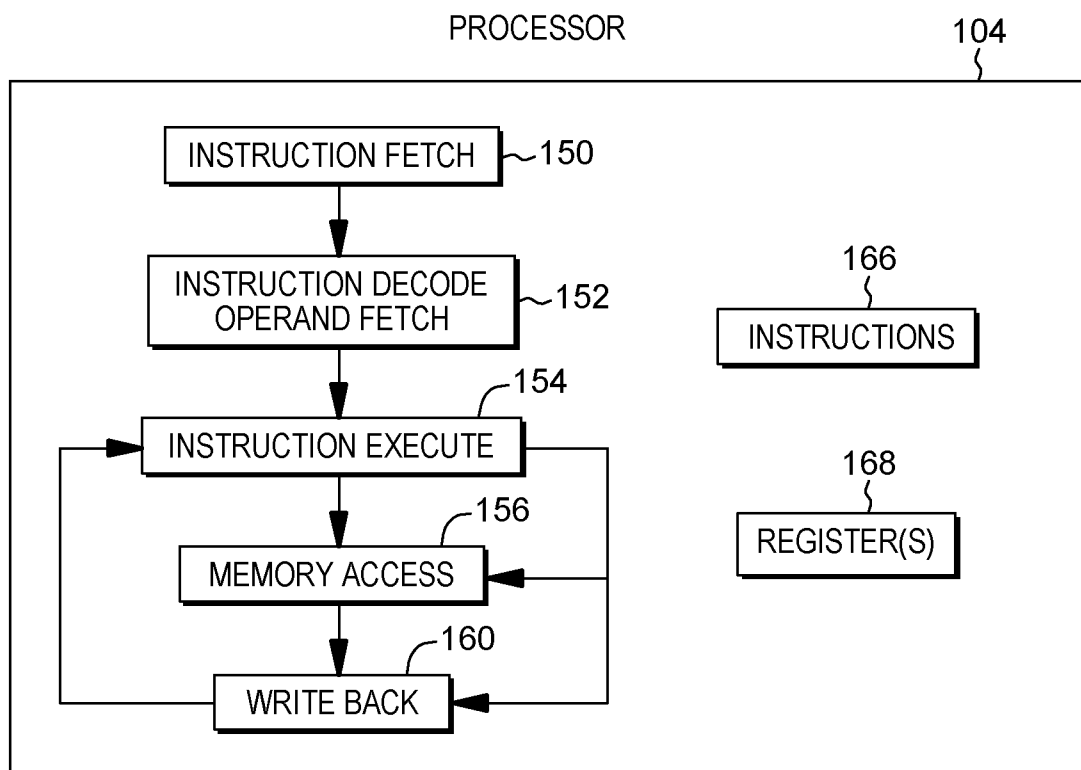 PROCESSOR
104
INSTRUCTION FETCH
150
INSTRUCTION DECODE
OPERAND FETCH
152
166
INSTRUCTIONS
154
INSTRUCTION EXECUTE
168
REGISTER(S)
156
MEMORY ACCESS
160
WRITE BACK